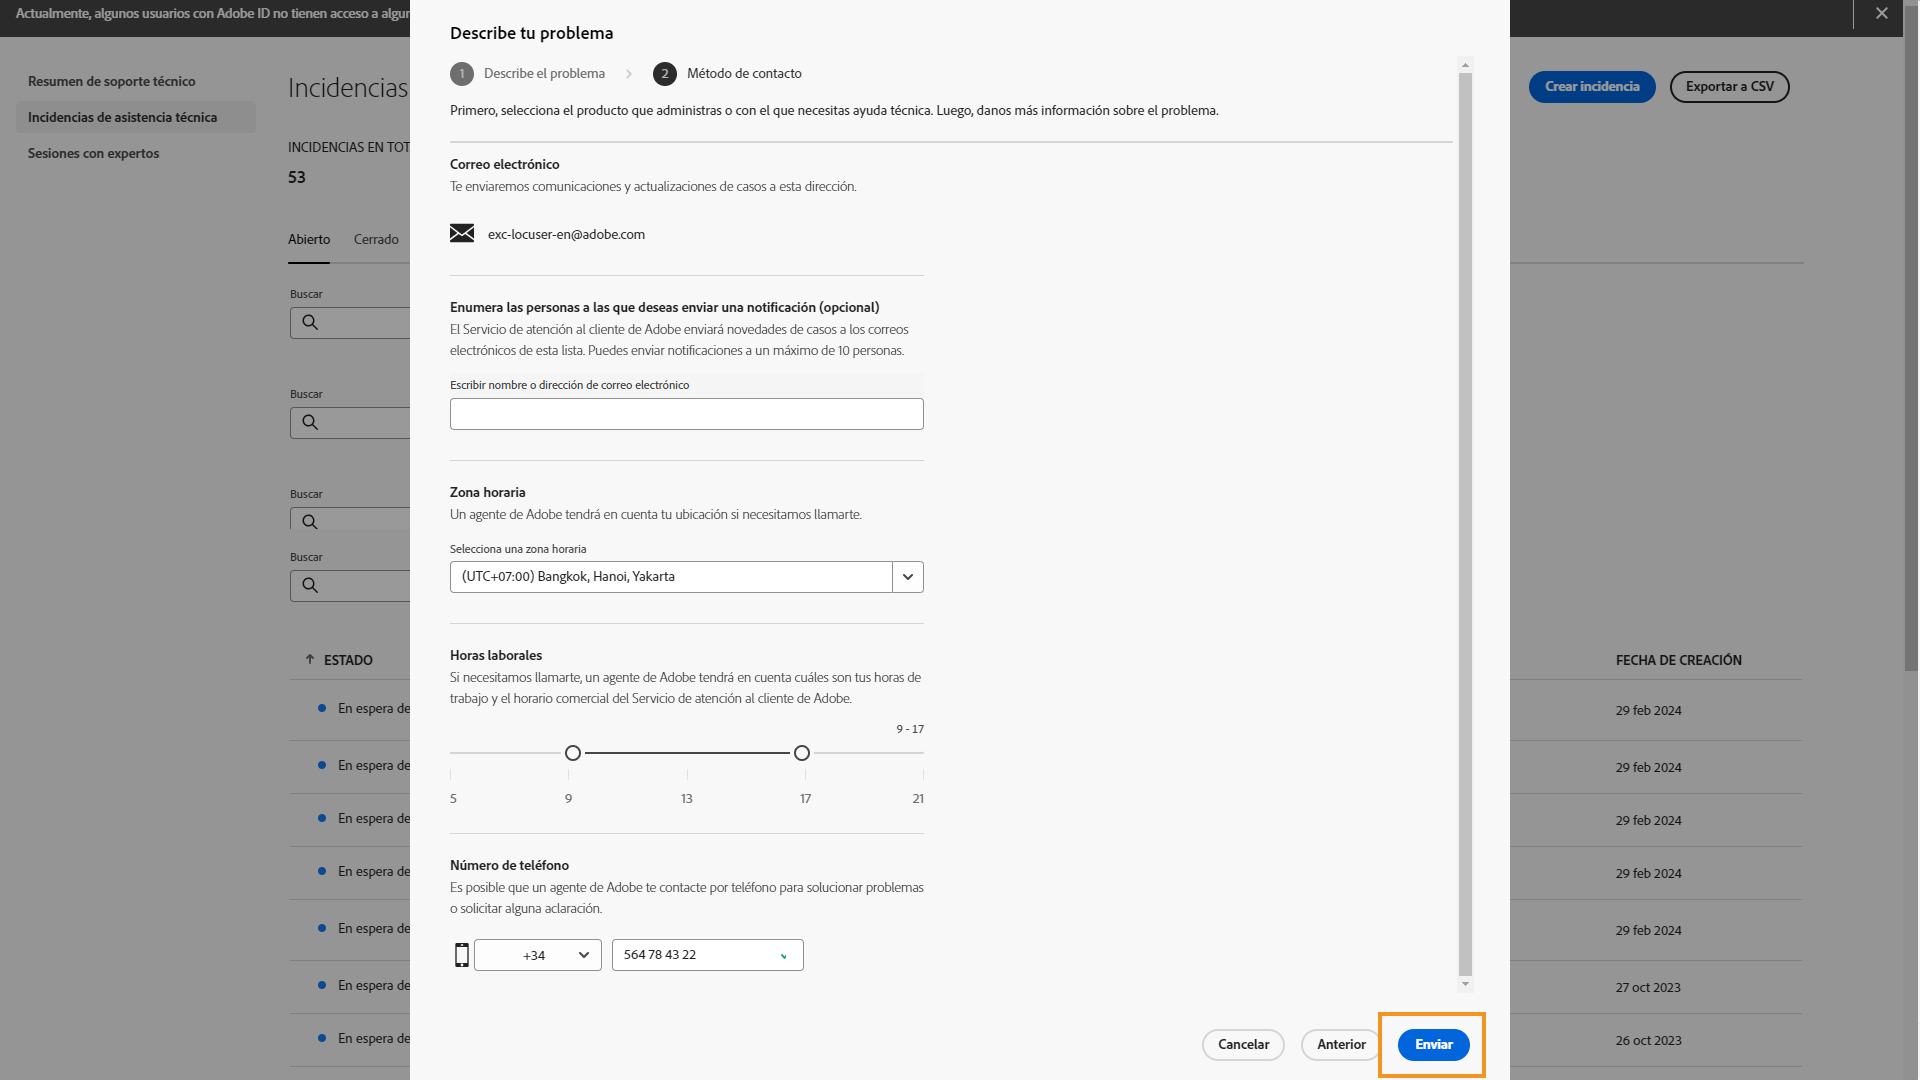 Actualmente, algunos usuarios con Adobe ID no tienen acceso a algun
Resumen de soporte técnico
Incidencias de asistencia técnica
Sesiones con expertos
Incidencias
Crear incidencia
Exportar a CSV
INCIDENCIAS EN TOT
53
Abierto
Cerrado
Buscar
Buscar
Buscar
Buscar
ESTADO
FECHA DE CREACIÓN
En espera de
29 feb 2024
En espera de
29 feb 2024
En espera de
29 feb 2024
En espera de
29 feb 2024
En espera de
29 feb 2024
En espera de
27 oct 2023
En espera de
26 oct 2023
Describe tu problema
1 Describe el problema
2 Método de contacto
Primero, selecciona el producto que administras o con el que necesitas ayuda técnica. Luego, danos más información sobre el problema.
Correo electrónico
Te enviaremos comunicaciones y actualizaciones de casos a esta dirección.
exc-locuser-en@adobe.com
Enumera las personas a las que deseas enviar una notificación (opcional)
El Servicio de atención al cliente de Adobe enviará novedades de casos a los correos
electrónicos de esta lista. Puedes enviar notificaciones a un máximo de 10 personas.
Escribir nombre o dirección de correo electrónico
Zona horaria
Un agente de Adobe tendrá en cuenta tu ubicación si necesitamos llamarte.
Selecciona una zona horaria
(UTC+07:00) Bangkok, Hanoi, Yakarta
Horas laborales
Si necesitamos llamarte, un agente de Adobe tendrá en cuenta cuáles son tus horas de
trabajo y el horario comercial del Servicio de atención al cliente de Adobe.
9 - 17
5 9 13 17 21
Número de teléfono
Es posible que un agente de Adobe te contacte por teléfono para solucionar problemas
o solicitar alguna aclaración.
+34
564 78 43 22
Cancelar
Anterior
Enviar